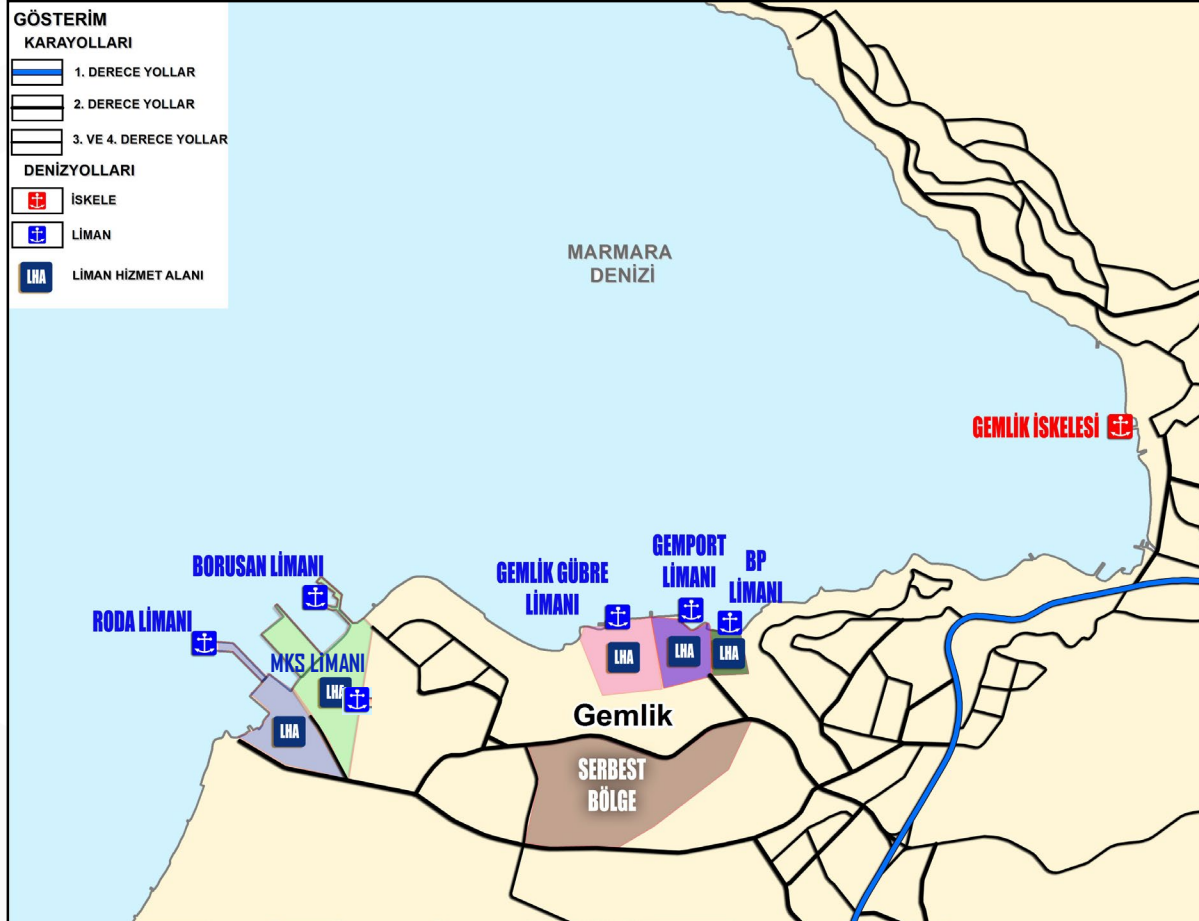 GÖSTERİM
KARAYOLLARI
1. DERECE YOLLAR
2. DERECE YOLLAR
3. VE 4. DERECE YOLLAR
DENİZYOLLARI
İSKELE
LİMAN
LHA
LİMAN HİZMET ALANI
MARMARA
DENİZİ
GEMLİK İSKELESİ
BORUSAN LİMANI
RODA LİMANI
MKS LİMANI
LHA
LHA
GEMLİK GÜBRE
LİMANI
GEMPORT
LİMANI
BP
LİMANI
LHA
LHA
LHA
Gemlik
SERBEST
BÖLGE